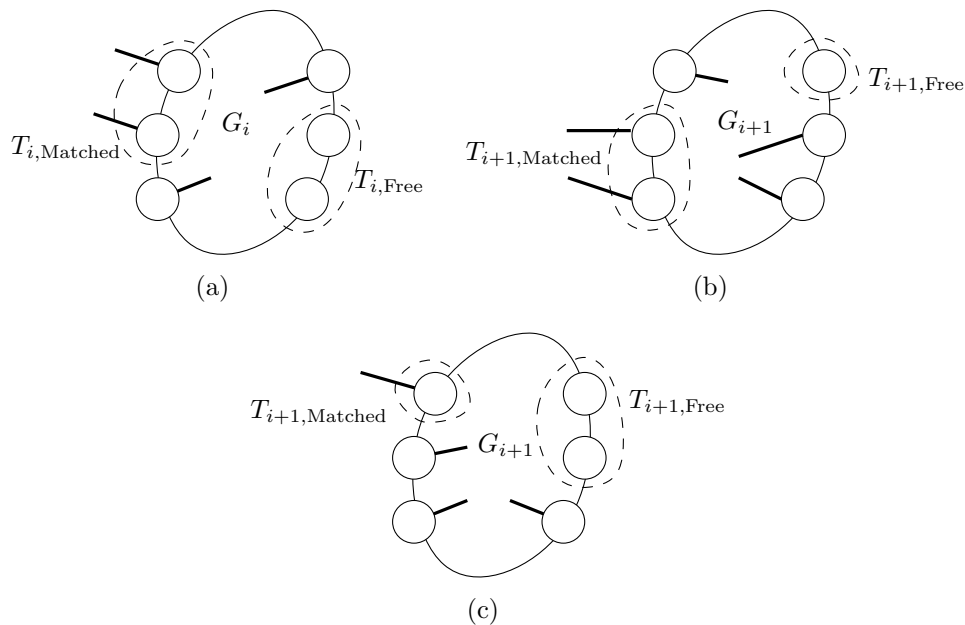 G_i
T_{i,Matched}
T_{i,Free}
(a)
T_{i+1,Free}
G_{i+1}
T_{i+1,Matched}
(b)
T_{i+1,Matched}
T_{i+1,Free}
G_{i+1}
(c)